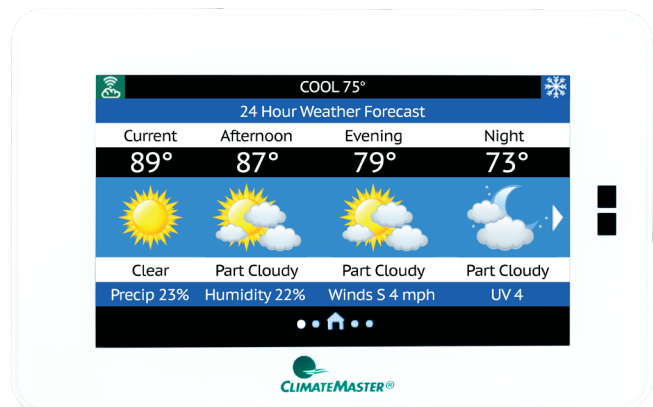 COOL 75°
24 Hour Weather Forecast
Current Afternoon Evening Night
89° 87° 79° 73°
Clear Part Cloudy Part Cloudy Part Cloudy
Precip 23% Humidity 22% Winds S 4 mph UV 4
CLIMATEMASTER®